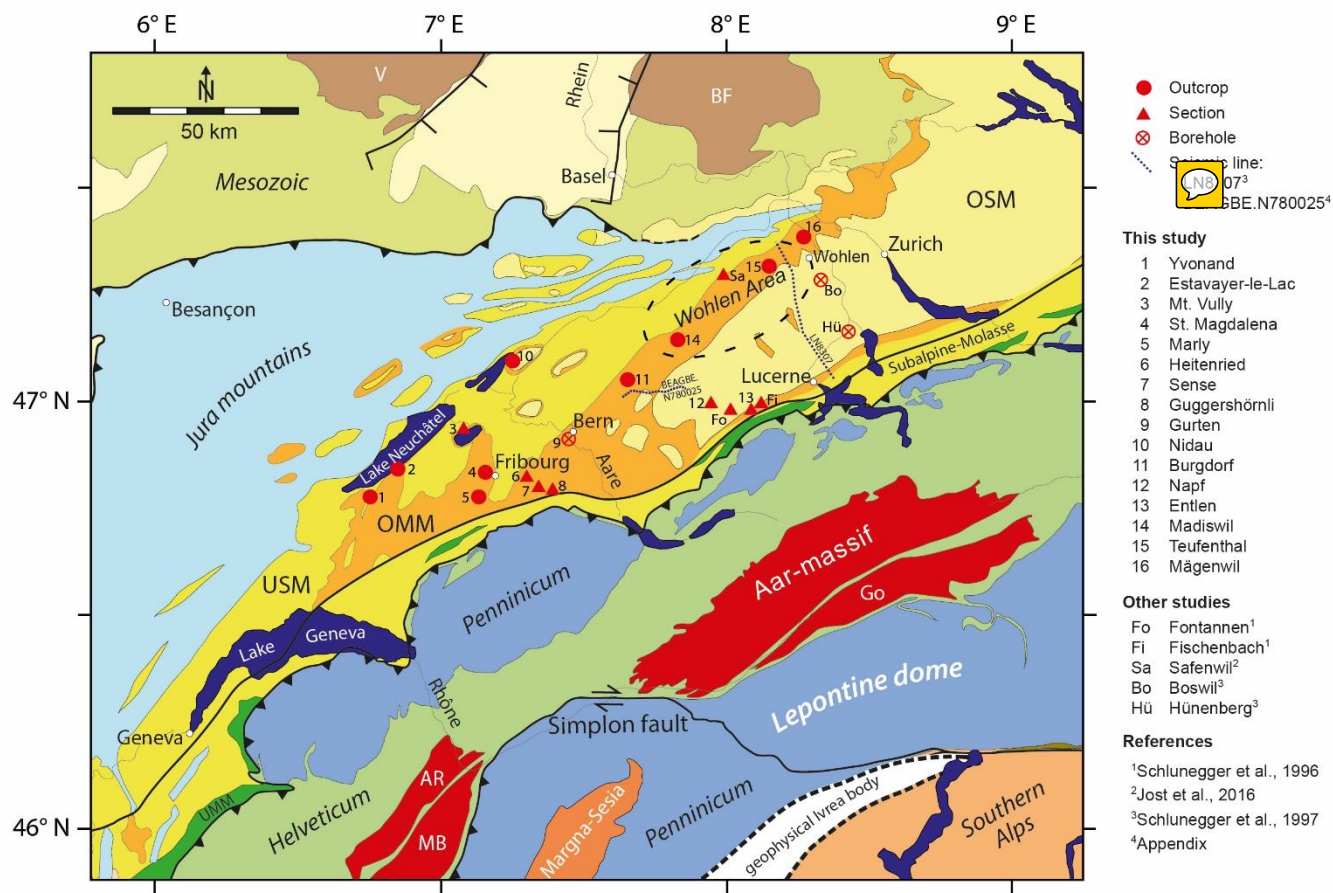 6° E
7° E
8° E
9° E
N
50 km
V
BF
Rhein
Mesozoic
Basel
OSM
16
Zurich
Wohlen
15
Sa
Bo
Wohlen Area
Besançon
Hü
14
LN8307
Subalpine-Molasse
10
Jura mountains
11
BEAGBE.
N780025
Lucerne
47° N
12
13
Fi
Fo
Bern
3
9
Lake Neuchâtel
Fribourg
Aare
2
4
6
7
8
1
5
OMM
Aar-massif
USM
Penninicum
Go
Lake
Geneva
Rhône
Lepontine dome
Simplon fault
Geneva
AR
UMM
Helveticum
MB
Margna-Sesia
Penninicum
geophysical Ivrea body
Southern
Alps
46° N
Outcrop
Section
Borehole
Seismic line:
LN8307³
BEAGBE.N780025⁴
This study
1 Yvonand
2 Estavayer-le-Lac
3 Mt. Vully
4 St. Magdalena
5 Marly
6 Heitenried
7 Sense
8 Guggershörnli
9 Gurten
10 Nidau
11 Burgdorf
12 Napf
13 Entlen
14 Madiswil
15 Teufenthal
16 Mägenwil
Other studies
Fo Fontannen¹
Fi Fischenbach¹
Sa Safenwil²
Bo Boswil³
Hü Hünenberg³
References
¹Schlunegger et al., 1996
²Jost et al., 2016
³Schlunegger et al., 1997
⁴Appendix